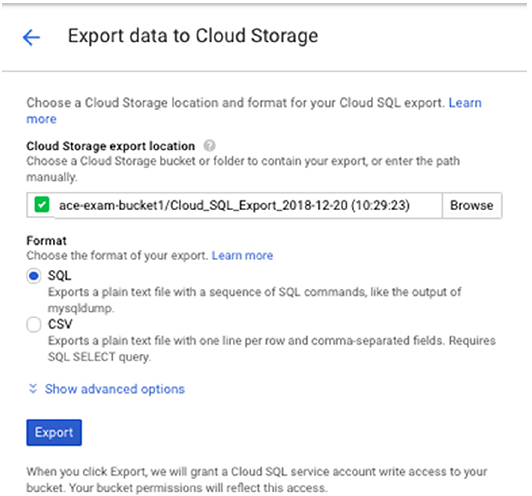 Export data to Cloud Storage
Choose a Cloud Storage location and format for your Cloud SQL export. Learn
more
Cloud Storage export location ?
Choose a Cloud Storage bucket or folder to contain your export, or enter the path
manually.
ace-exam-bucket1/Cloud_SQL_Export_2018-12-20 (10:29:23) Browse
Format
Choose the format of your export. Learn more
SQL
Exports a plain text file with a sequence of SQL commands, like the output of
mysqldump.
CSV
Exports a plain text file with one line per row and comma-separated fields. Requires
SQL SELECT query.
Show advanced options
Export
When you click Export, we will grant a Cloud SQL service account write access to your
bucket. Your bucket permissions will reflect this access.